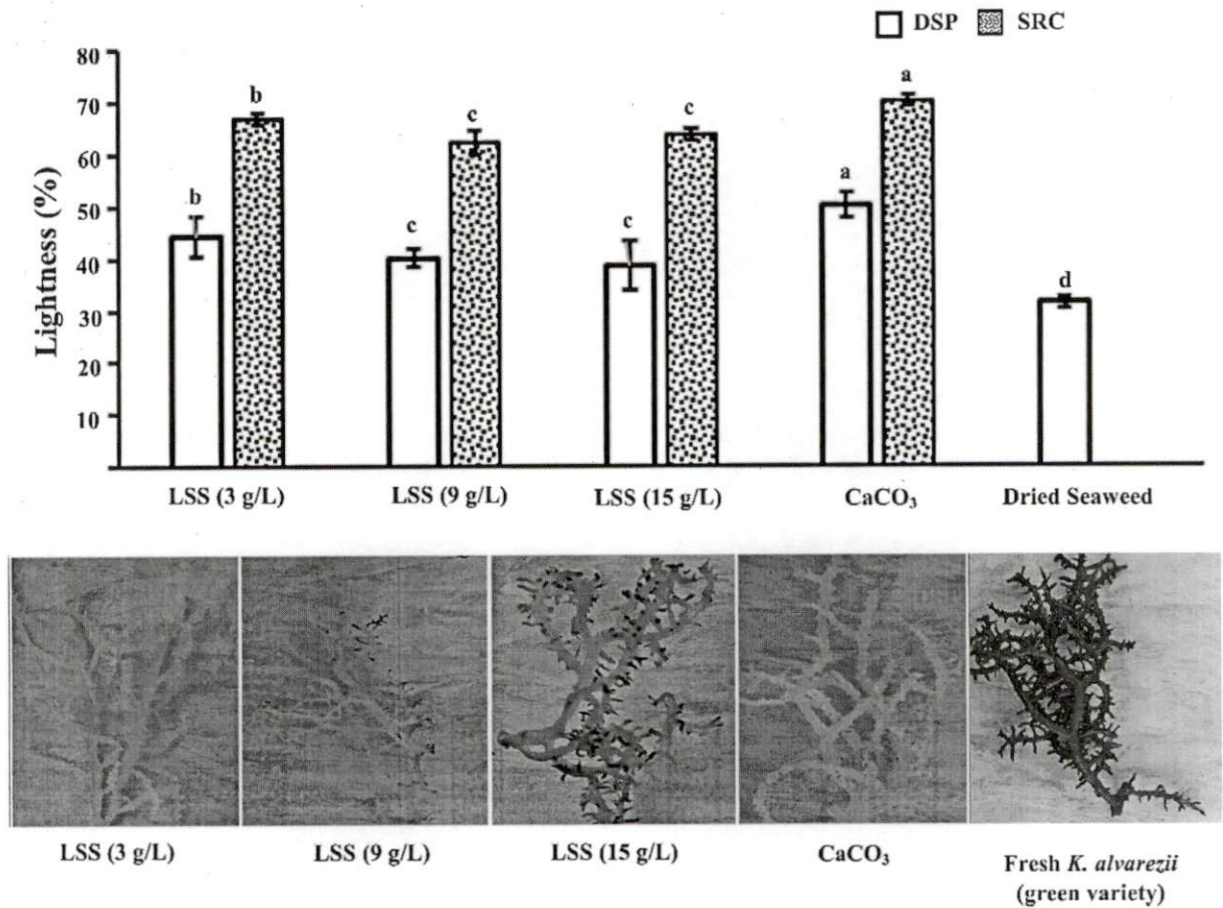 DSP SRC
Lightness (%)
80
70
60
50
40
30
20
10
b
b
c
c
c
c
a
a
d
LSS (3 g/L)
LSS (9 g/L)
LSS (15 g/L)
CaCO₃
Dried Seaweed
LSS (3 g/L)
LSS (9 g/L)
LSS (15 g/L)
CaCO₃
Fresh K. alvarezii
(green variety)